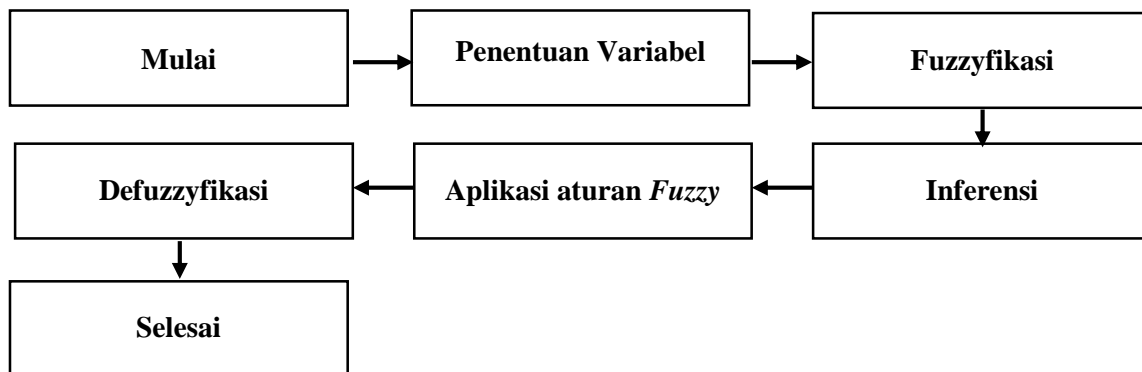 Mulai
Penentuan Variabel
Fuzzyfikasi
Inferensi
Aplikasi aturan Fuzzy
Defuzzyfikasi
Selesai